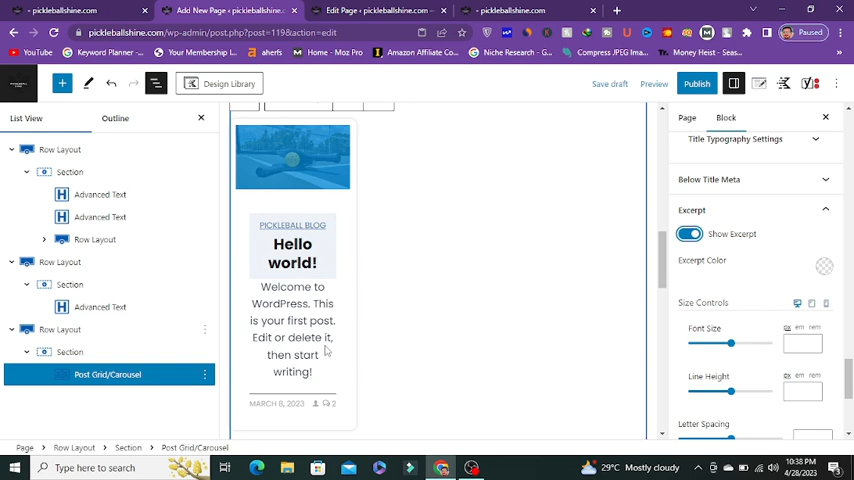 - pickleballshine.com
Add New Page ‹ pickleballshine.c
Edit Page ‹ pickleballshine.com —
- pickleballshine.com
pickleballshine.com/wp-admin/post.php?post=119&action=edit
Paused
YouTube
Keyword Planner -...
Your Membership I...
aherfs
Home - Moz Pro
Amazon Affiliate Co...
Niche Research - G...
Compress JPEG Ima...
Money Heist - Seas...
Design Library
Save draft
Preview
Publish
List View
Outline
Page
Block
Row Layout
Section
Advanced Text
Advanced Text
Row Layout
Row Layout
Section
Advanced Text
Row Layout
Section
Post Grid/Carousel
PICKLEBALL BLOG
Hello
world!
Welcome to
WordPress. This
is your first post.
Edit or delete it,
then start
writing!
MARCH 8, 2023
2
Title Typography Settings
Below Title Meta
Excerpt
Show Excerpt
Excerpt Color
Size Controls
Font Size
px em rem
Line Height
px em rem
Letter Spacing
Page
Row Layout
Section
Post Grid/Carousel
Type here to search
29°C Mostly cloudy
10:38 PM
4/28/2023
3